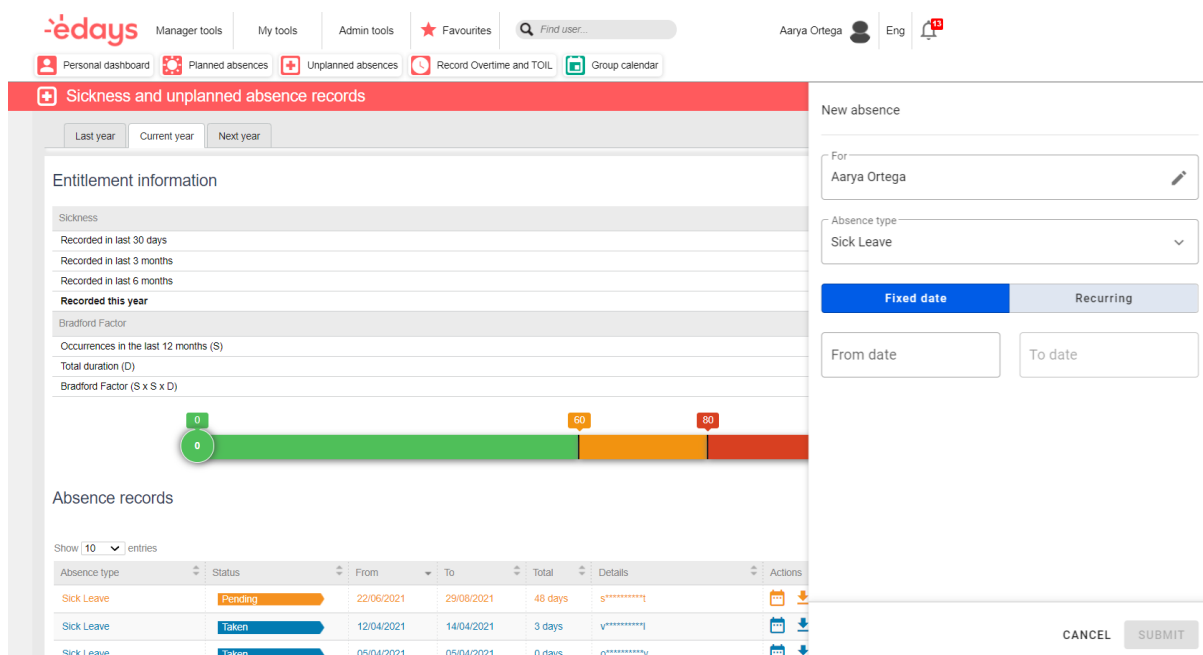 edays
Manager tools
My tools
Admin tools
Favourites
Find user...
Aarya Ortega
Eng
13
Personal dashboard
Planned absences
Unplanned absences
Record Overtime and TOIL
Group calendar
Sickness and unplanned absence records
Last year
Current year
Next year
Entitlement information
Sickness
Recorded in last 30 days
Recorded in last 3 months
Recorded in last 6 months
Recorded this year
Bradford Factor
Occurrences in the last 12 months (S)
Total duration (D)
Bradford Factor (S x S x D)
0
60
80
0
Absence records
Show 10 entries
Absence type Status From To Total Details Actions
Sick Leave Pending 22/06/2021 29/08/2021 48 days s**********t
Sick Leave Taken 12/04/2021 14/04/2021 3 days v**********l
Sick Leave Taken 05/04/2021 05/04/2021 0 days o**********y
New absence
For
Aarya Ortega
Absence type
Sick Leave
Fixed date
Recurring
From date
To date
CANCEL
SUBMIT